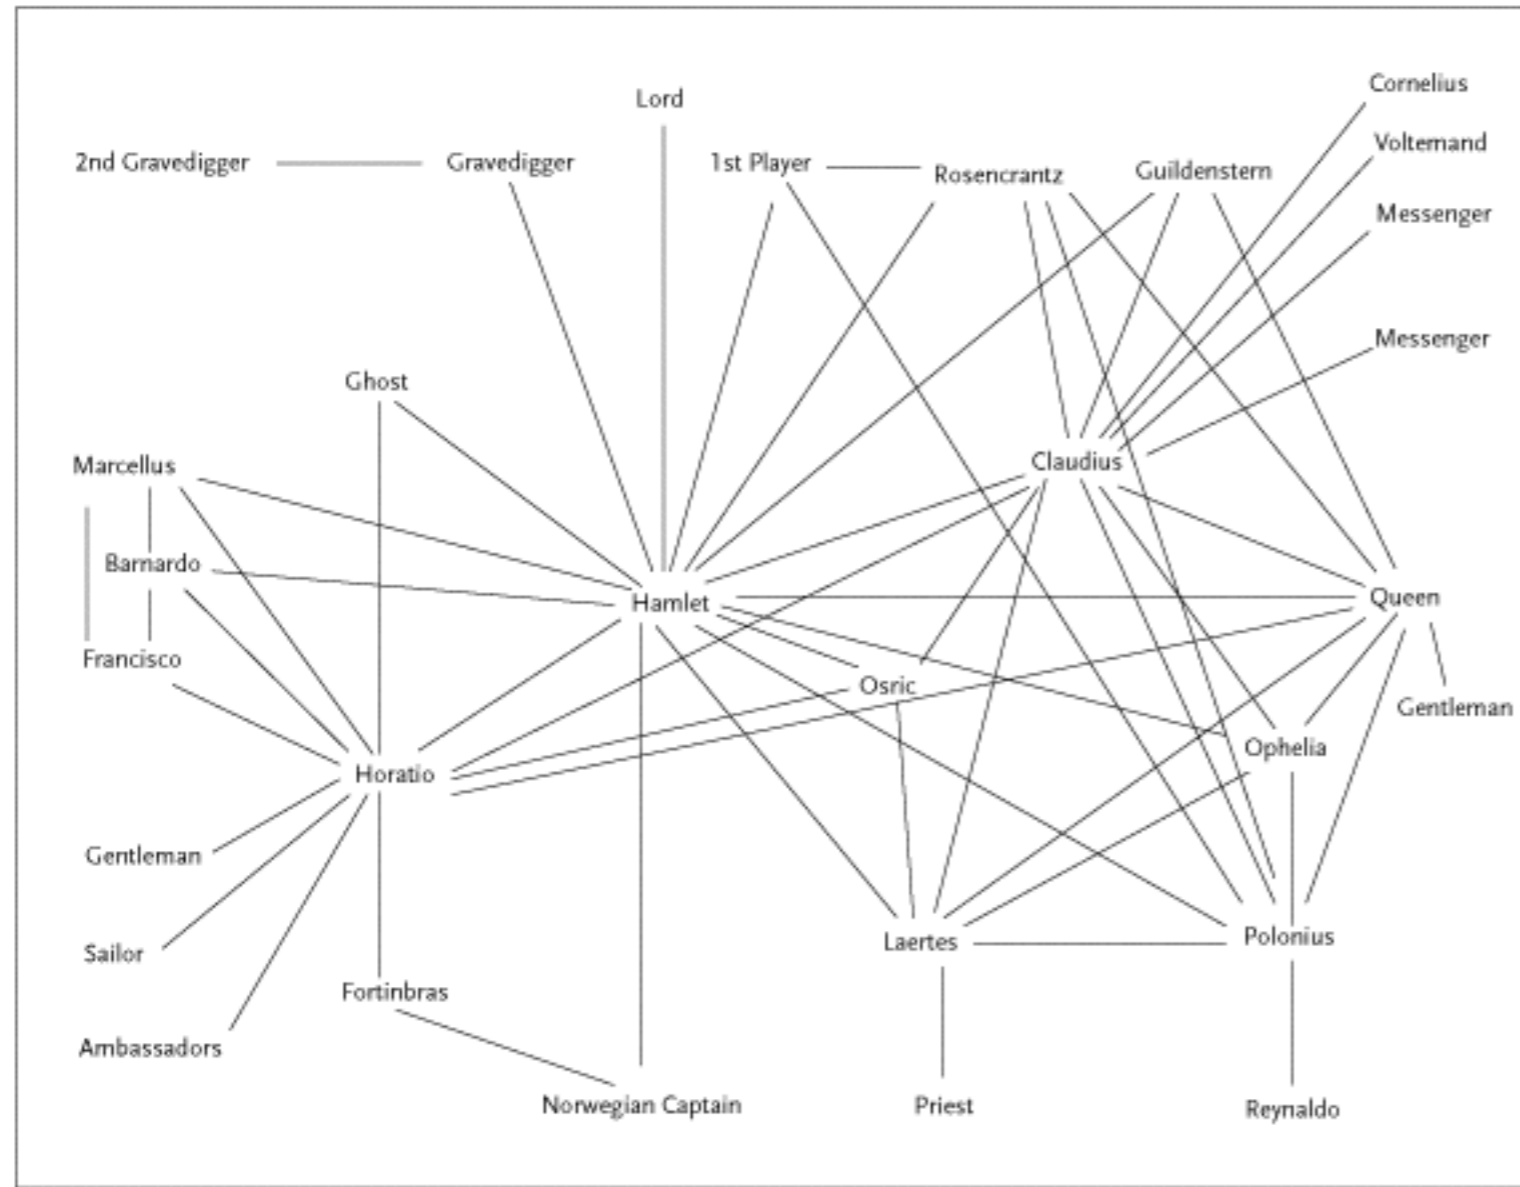 Cornelius
Lord
Voltemand
2nd Gravedigger
Gravedigger
1st Player
Rosencrantz
Guildenstern
Messenger
Messenger
Ghost
Marcellus
Claudius
Barnardo
Hamlet
Queen
Francisco
Osric
Gentleman
Ophelia
Horatio
Gentleman
Laertes
Polonius
Sailor
Fortinbras
Ambassadors
Norwegian Captain
Priest
Reynaldo